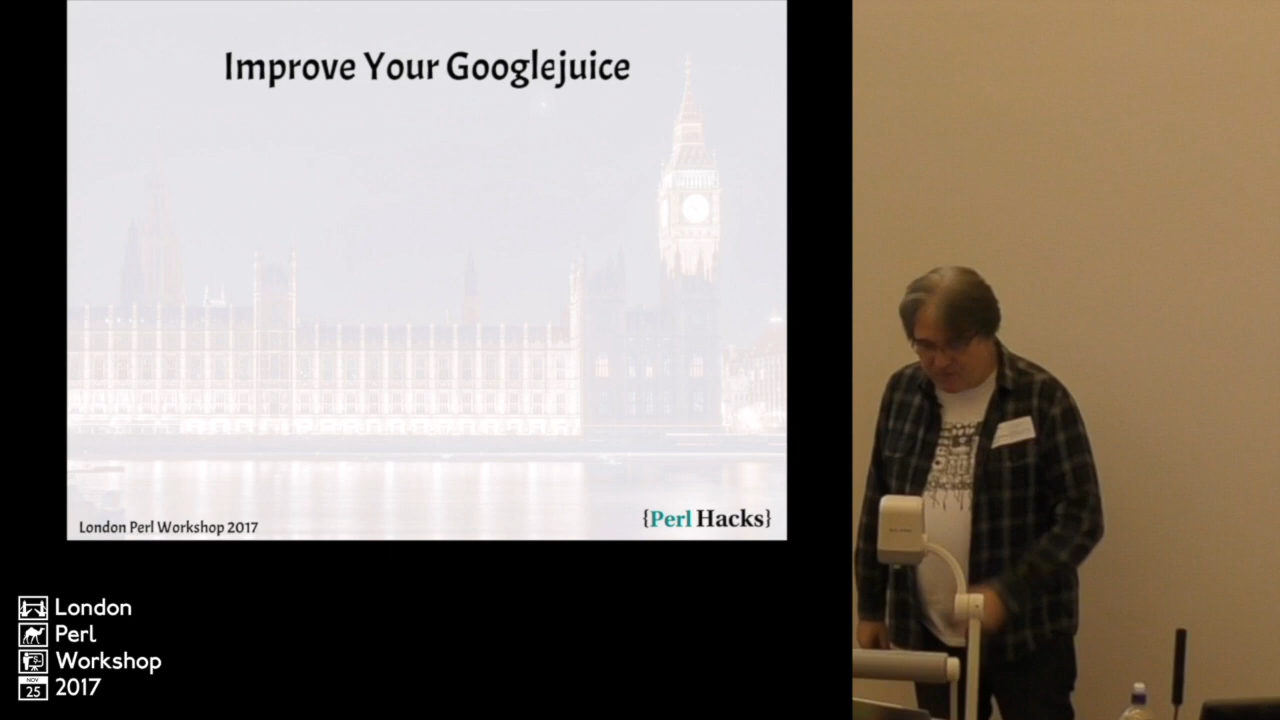 Improve Your Googlejuice
London Perl Workshop 2017
{Perl Hacks}
London
Perl
Workshop
NOV
25
2017